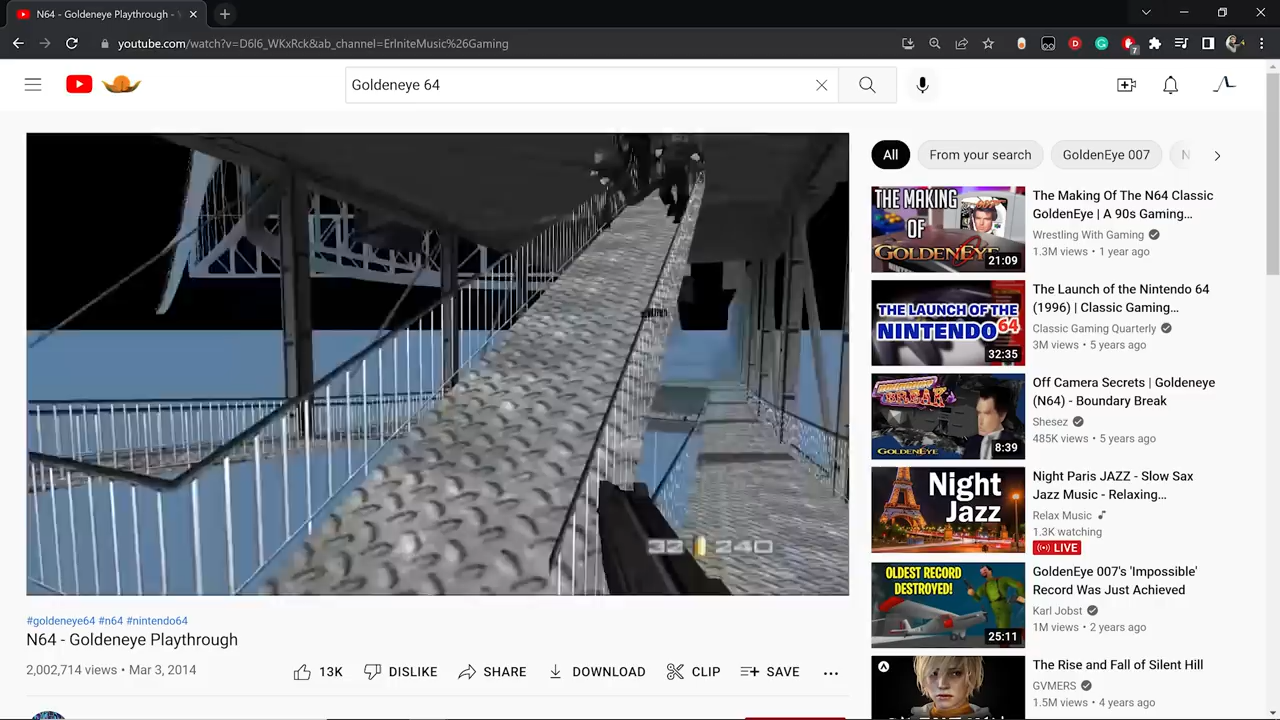 N64 - Goldeneye Playthrough -
youtube.com/watch?v=D6I6_WKxRck&ab_channel=ErIniteMusic%26Gaming
7
Goldeneye 64
32 240
#goldeneye64 #n64 #nintendo64
N64 - Goldeneye Playthrough
2,002,714 views • Mar 3, 2014
13K
DISLIKE
SHARE
DOWNLOAD
CLIP
SAVE
All
From your search
GoldenEye 007
N
THE MAKING
OF
GOLDENEYE
21:09
The Making Of The N64 Classic
GoldenEye | A 90s Gaming...
Wrestling With Gaming
1.3M views • 1 year ago
THE LAUNCH OF THE
NINTENDO 64
32:35
The Launch of the Nintendo 64
(1996) | Classic Gaming...
Classic Gaming Quarterly
3M views • 5 years ago
BOUNDARY
BREAK
GOLDENEYE
8:39
Off Camera Secrets | Goldeneye
(N64) - Boundary Break
Shesez
485K views • 5 years ago
Night
Jazz
Night Paris JAZZ - Slow Sax
Jazz Music - Relaxing...
Relax Music
1.3K watching
LIVE
OLDEST RECORD
DESTROYED!
25:11
GoldenEye 007's 'Impossible'
Record Was Just Achieved
Karl Jobst
1M views • 2 years ago
The Rise and Fall of Silent Hill
GVMERS
1.5M views • 4 years ago